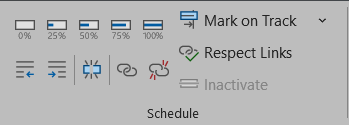 0% 25% 50% 75% 100%
Mark on Track
Respect Links
Inactivate
Schedule